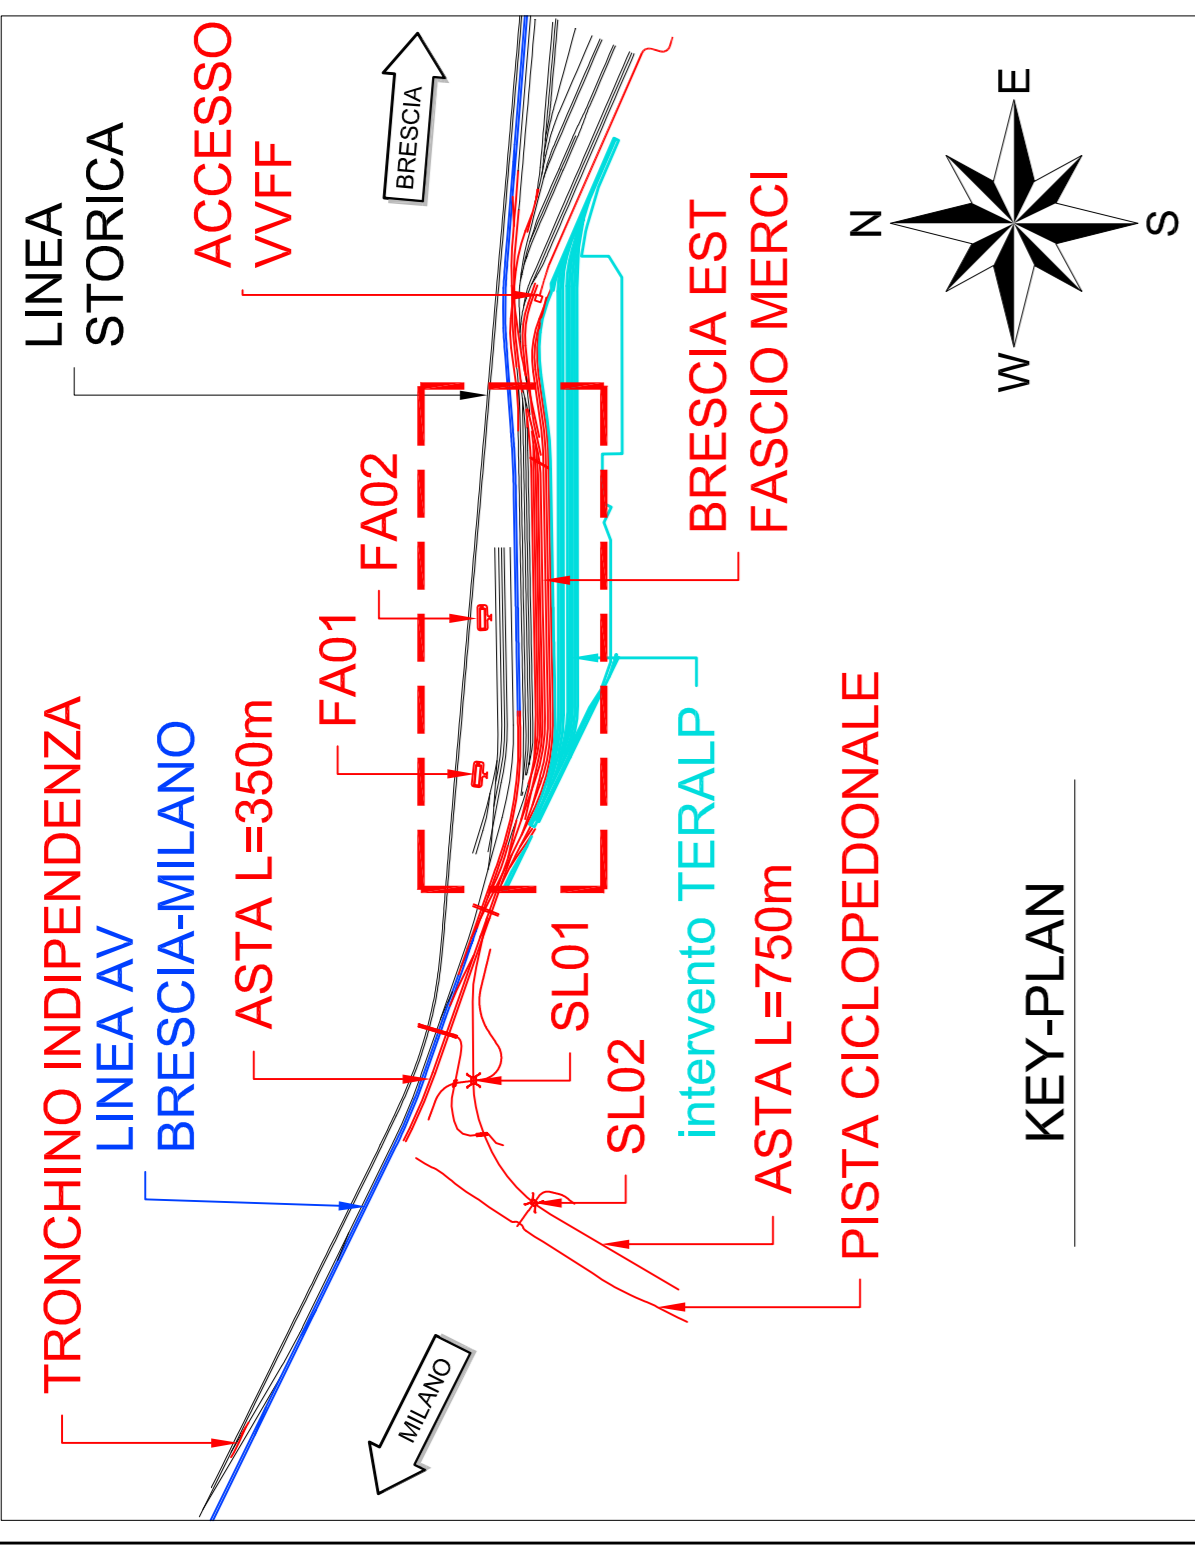 TRONCHINO INDIPENDENZA
LINEA AV
BRESCIA-MILANO
ASTA L=350m
FA01
FA02
LINEA
STORICA
ACCESSO
VVFF
BRESCIA
MILANO
SL01
SL02
intervento TERALP
ASTA L=750m
PISTA CICLOPEDONALE
BRESCIA EST
FASCIO MERCI
N
E
S
W
KEY-PLAN